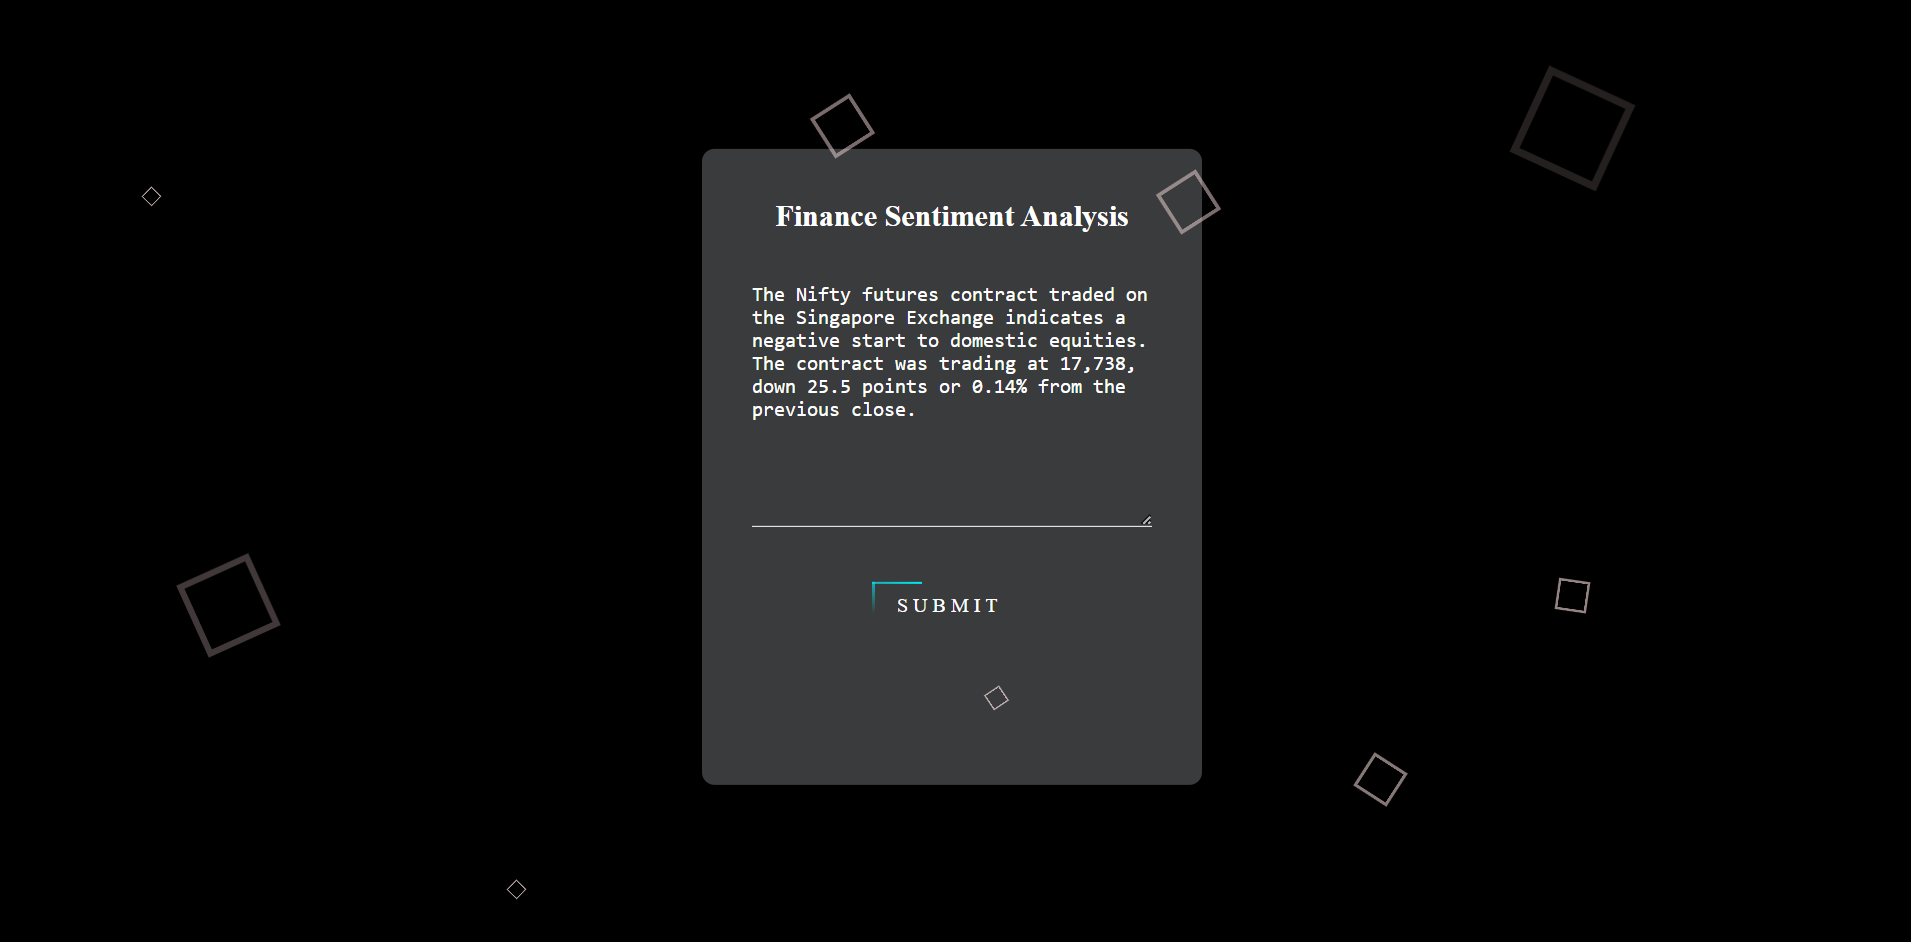 Finance Sentiment Analysis
The Nifty futures contract traded on
the Singapore Exchange indicates a
negative start to domestic equities.
The contract was trading at 17,738,
down 25.5 points or 0.14% from the
previous close.
SUBMIT